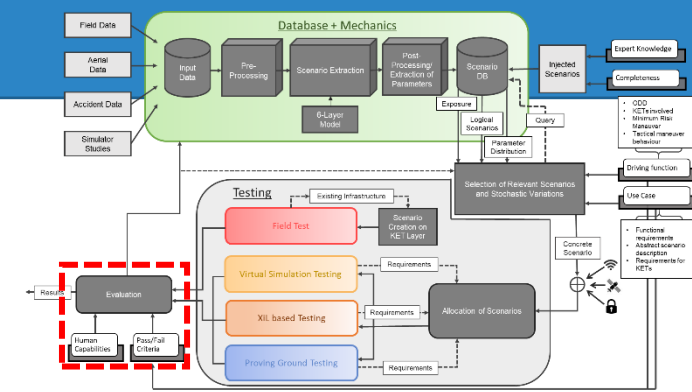 Database + Mechanics
Field Data
Aerial
Data
Accident Data
Simulator
Studies
Input
Data
Pre-
Processing
Scenario Extraction
Post-
Processing/
Extraction of
Parameters
Scenario
DB
6-Layer
Model
Injected
Scenarios
Expert Knowledge
Completeness
Exposure
Logical
Scenarios
Parameter
Distribution
Query
• ODD
• KETs involved
• Minimum Risk
Maneuver
• Tactical maneuver
behaviour
Driving function
Use Case
Selection of Relevant Scenarios
and Stochastic Variations
• Functional
requirements
• Abstract scenario
description
• Requirements for
KETs
Concrete
Scenario
Testing
Existing Infrastructure
Field Test
Scenario
Creation on
KET Layer
Virtual Simulation Testing
Requirements
XiL based Testing
Requirements
Allocation of Scenarios
Proving Ground Testing
Requirements
Results
Evaluation
Human
Capabilities
Pass/Fail
Criteria